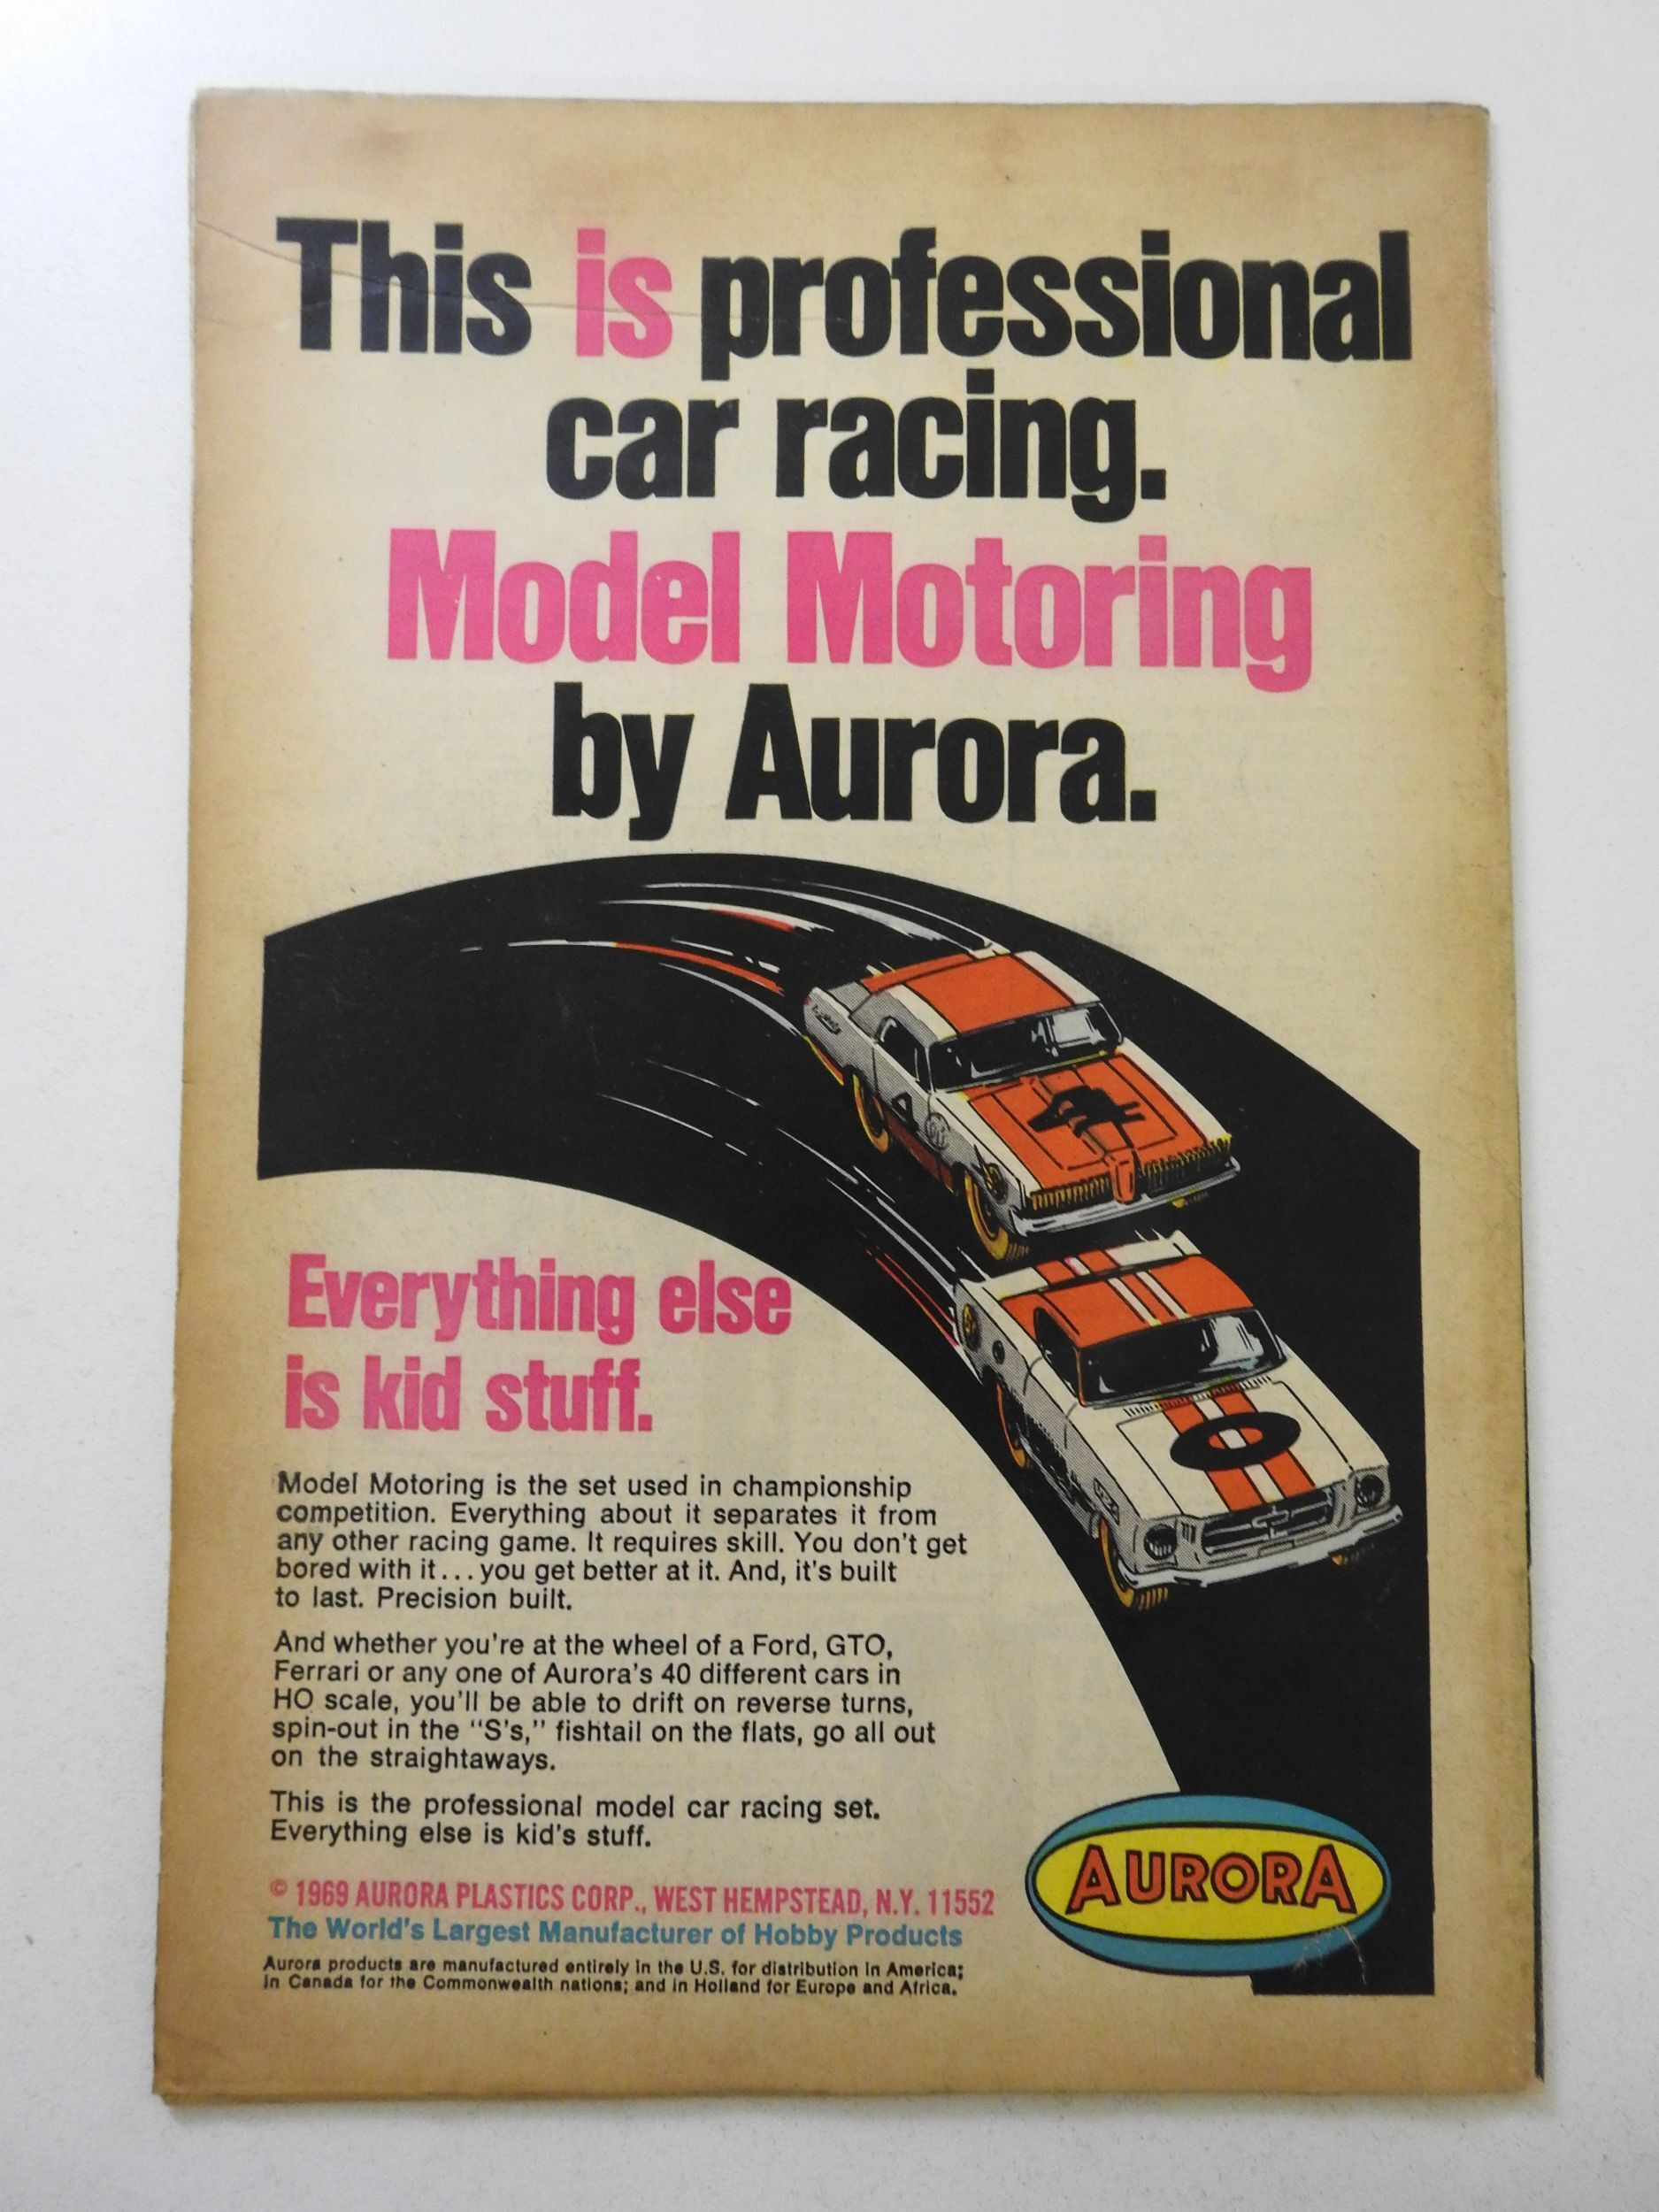 This is professional
car racing.
Model Motoring
by Aurora.
4
4
0
Everything else
is kid stuff.
Model Motoring is the set used in championship
competition. Everything about it separates it from
any other racing game. It requires skill. You don't get
bored with it...you get better at it. And, it's built
to last. Precision built.
And whether you're at the wheel of a Ford, GTO,
Ferrari or any one of Aurora's 40 different cars in
HO scale, you'll be able to drift on reverse turns,
spin-out in the "S's," fishtail on the flats, go all out
on the straightaways.
This is the professional model car racing set.
Everything else is kid's stuff.
© 1969 AURORA PLASTICS CORP., WEST HEMPSTEAD, N.Y. 11552
The World's Largest Manufacturer of Hobby Products
Aurora products are manufactured entirely in the U.S. for distribution in America;
in Canada for the Commonwealth nations; and in Holland for Europe and Africa.
AURORA